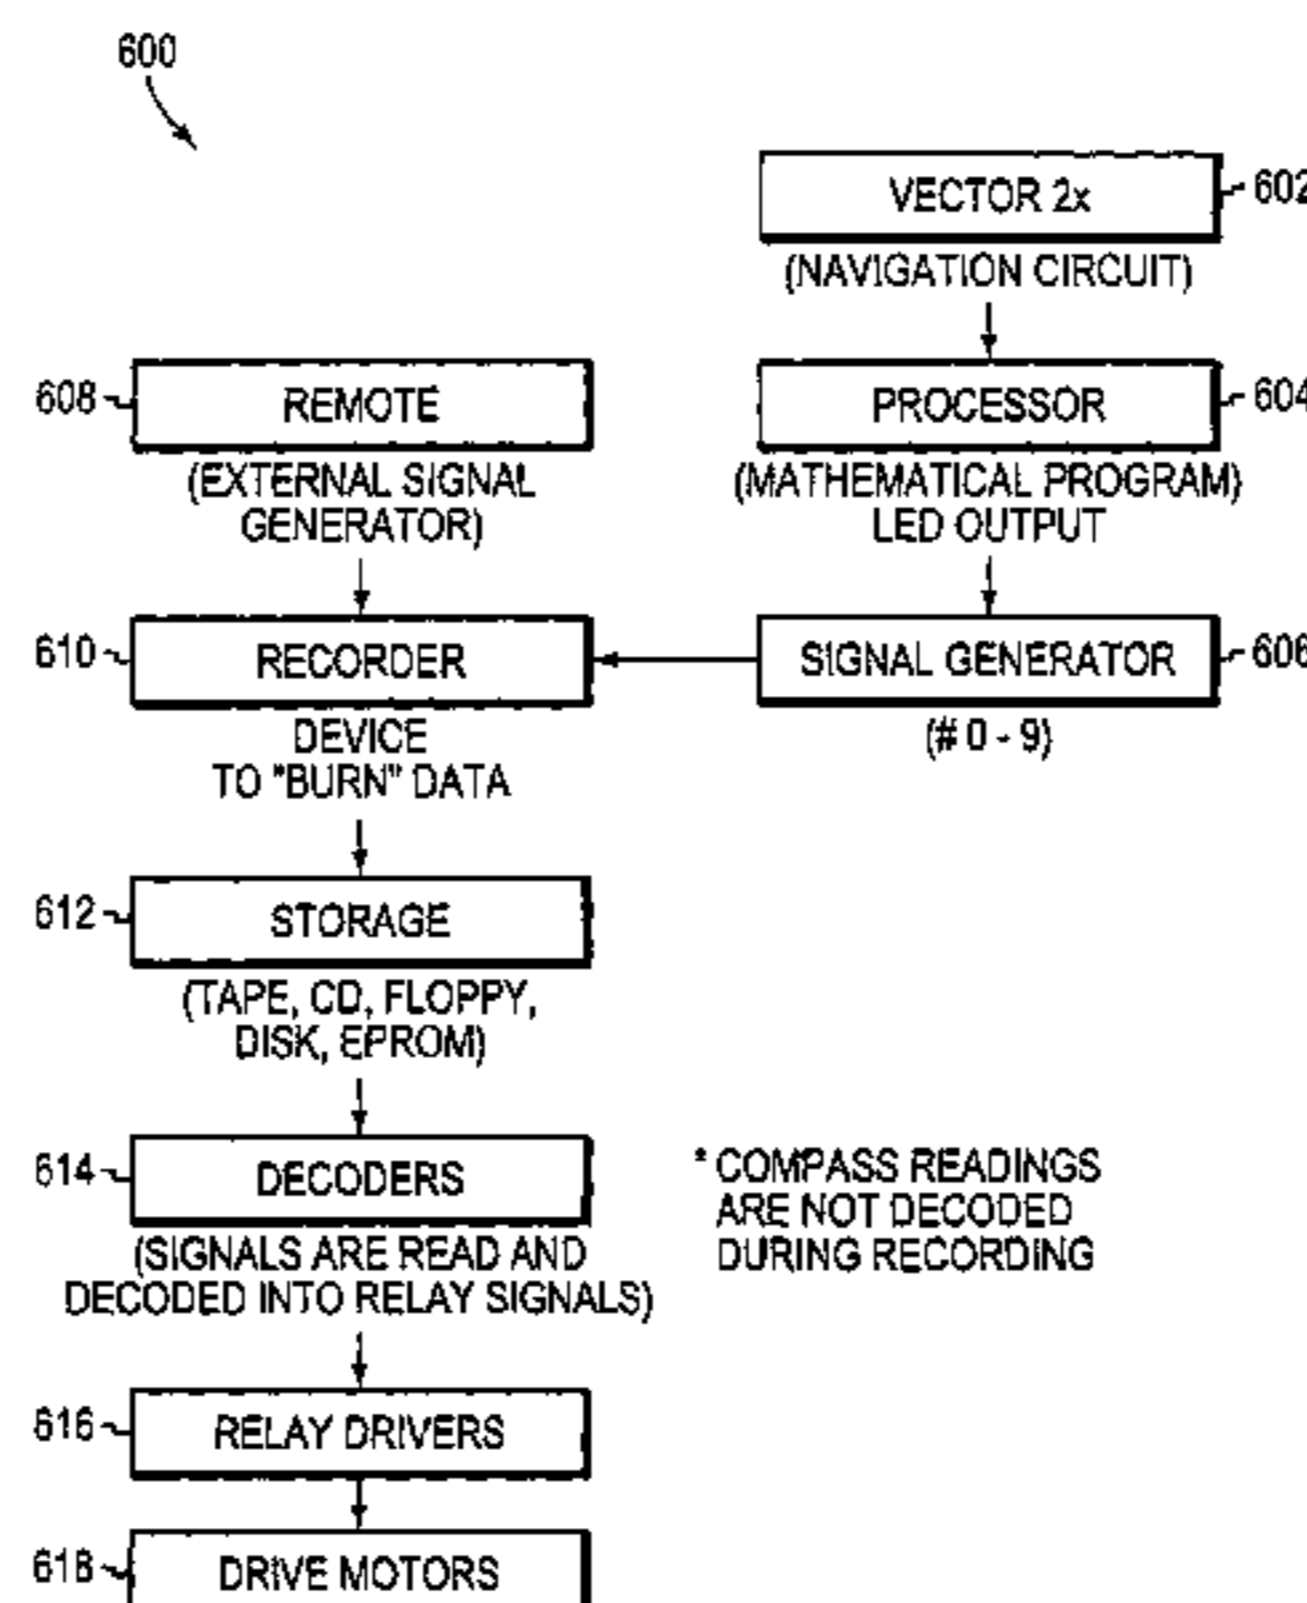 600
VECTOR 2x
602
(NAVIGATION CIRCUIT)
608
REMOTE
PROCESSOR
604
(EXTERNAL SIGNAL
GENERATOR)
(MATHEMATICAL PROGRAM)
LED OUTPUT
610
RECORDER
SIGNAL GENERATOR
606
DEVICE
TO "BURN" DATA
(# 0 - 9)
612
STORAGE
(TAPE, CD, FLOPPY,
DISK, EPROM)
614
DECODERS
* COMPASS READINGS
ARE NOT DECODED
DURING RECORDING
(SIGNALS ARE READ AND
DECODED INTO RELAY SIGNALS)
616
RELAY DRIVERS
618
DRIVE MOTORS